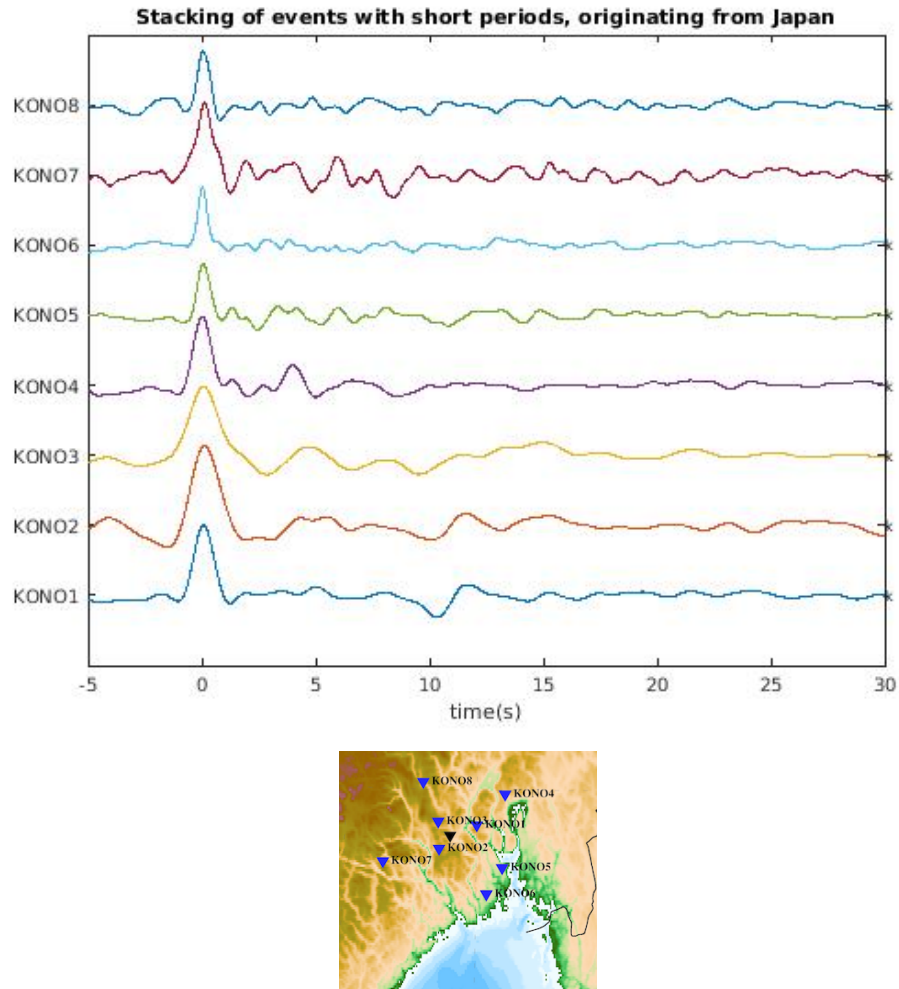 Stacking of events with short periods, originating from Japan
KONO8
KONO7
KONO6
KONO5
KONO4
KONO3
KONO2
KONO1
-5 0 5 10 15 20 25 30
time(s)
KONO8
KONO4
KONO3
KONO1
KONO2
KONO7
KONO5
KONO6